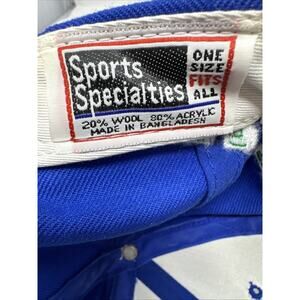 Sports
Specialties
ONE
SIZE
FITS
ALL
20% WOOL 80% ACRYLIC
MADE IN BANGLADESH